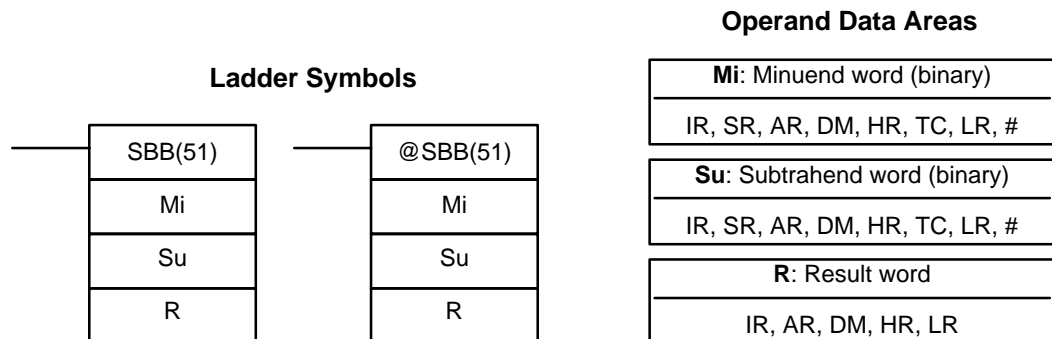 Ladder Symbols
SBB(51)
Mi
Su
R
@SBB(51)
Mi
Su
R
Operand Data Areas
Mi: Minuend word (binary)
IR, SR, AR, DM, HR, TC, LR, #
Su: Subtrahend word (binary)
IR, SR, AR, DM, HR, TC, LR, #
R: Result word
IR, AR, DM, HR, LR